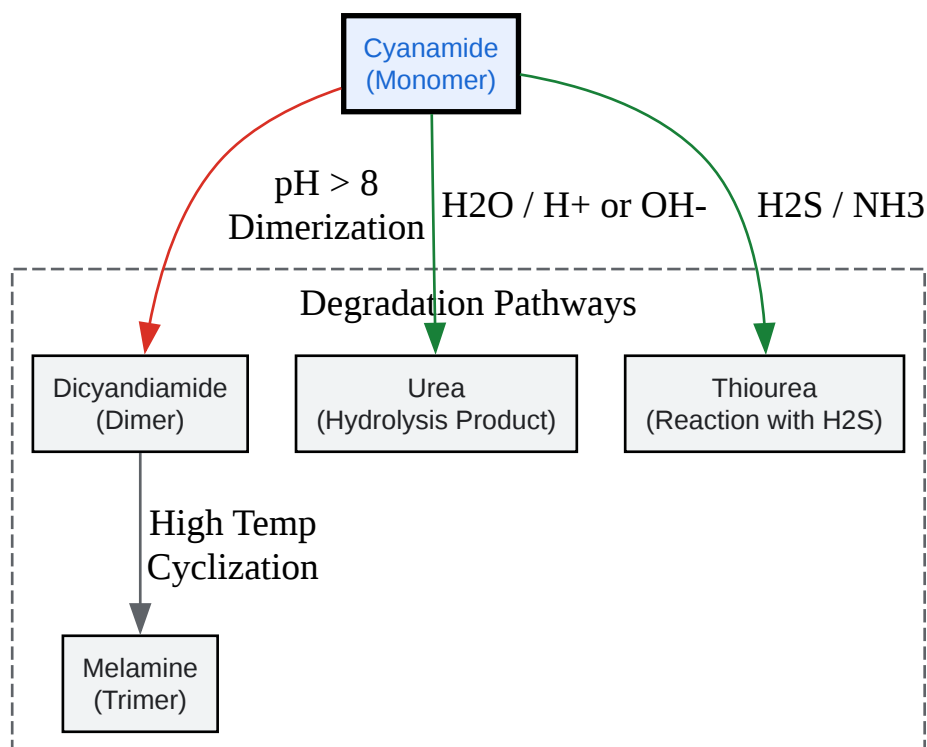 Cyanamide
(Monomer)
pH > 8
Dimerization
H2O / H+ or OH-
H2S / NH3
Degradation Pathways
Dicyandiamide
(Dimer)
Urea
(Hydrolysis Product)
Thiourea
(Reaction with H2S)
High Temp
Cyclization
Melamine
(Trimer)